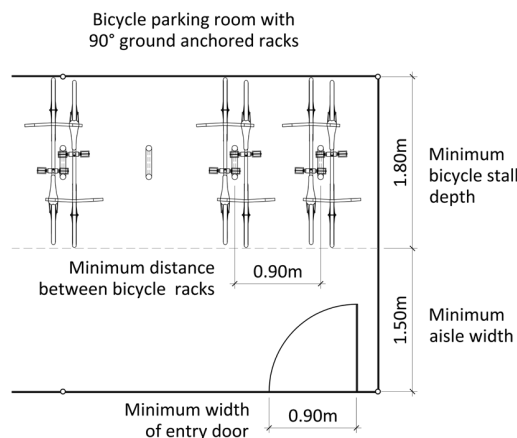 Bicycle parking room with
90° ground anchored racks
1.80m
Minimum
bicycle stall
depth
Minimum distance
between bicycle racks
0.90m
1.50m
Minimum
aisle width
Minimum width
of entry door
0.90m